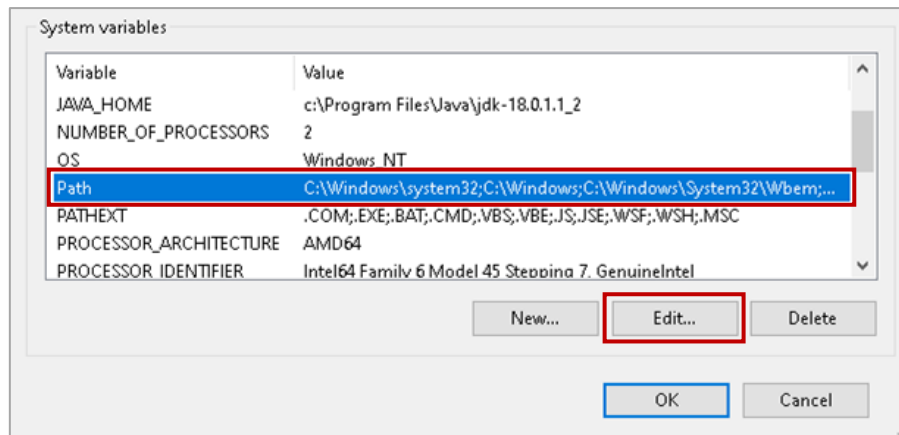 System variables
Variable Value
JAVA_HOME c:\Program Files\Java\jdk-18.0.1.1_2
NUMBER_OF_PROCESSORS 2
OS Windows_NT
Path C:\Windows\system32;C:\Windows;C:\Windows\System32\Wbem;...
PATHEXT .COM;.EXE;.BAT;.CMD;.VBS;.VBE;.JS;.JSE;.WSF;.WSH;.MSC
PROCESSOR_ARCHITECTURE AMD64
PROCESSOR_IDENTIFIER Intel64 Family 6 Model 45 Stepping 7, GenuineIntel
New... Edit... Delete
OK Cancel